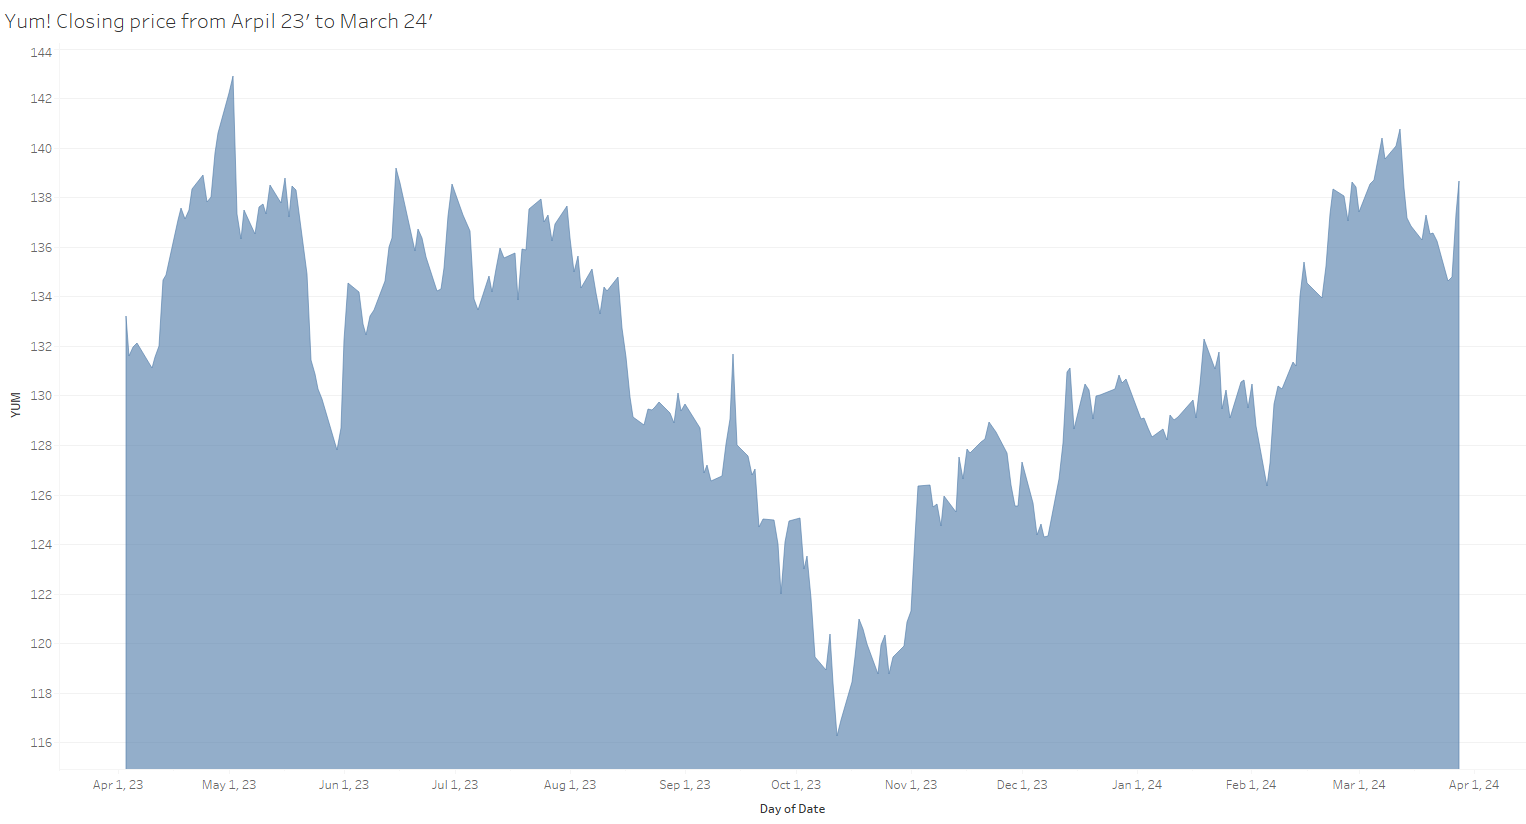 Yum! Closing price from Arpil 23’ to March 24’
144
142
140
138
136
134
132
130
128
126
124
122
120
118
116
YUM
Apr 1, 23
May 1, 23
Jun 1, 23
Jul 1, 23
Aug 1, 23
Sep 1, 23
Oct 1, 23
Nov 1, 23
Dec 1, 23
Jan 1, 24
Feb 1, 24
Mar 1, 24
Apr 1, 24
Day of Date